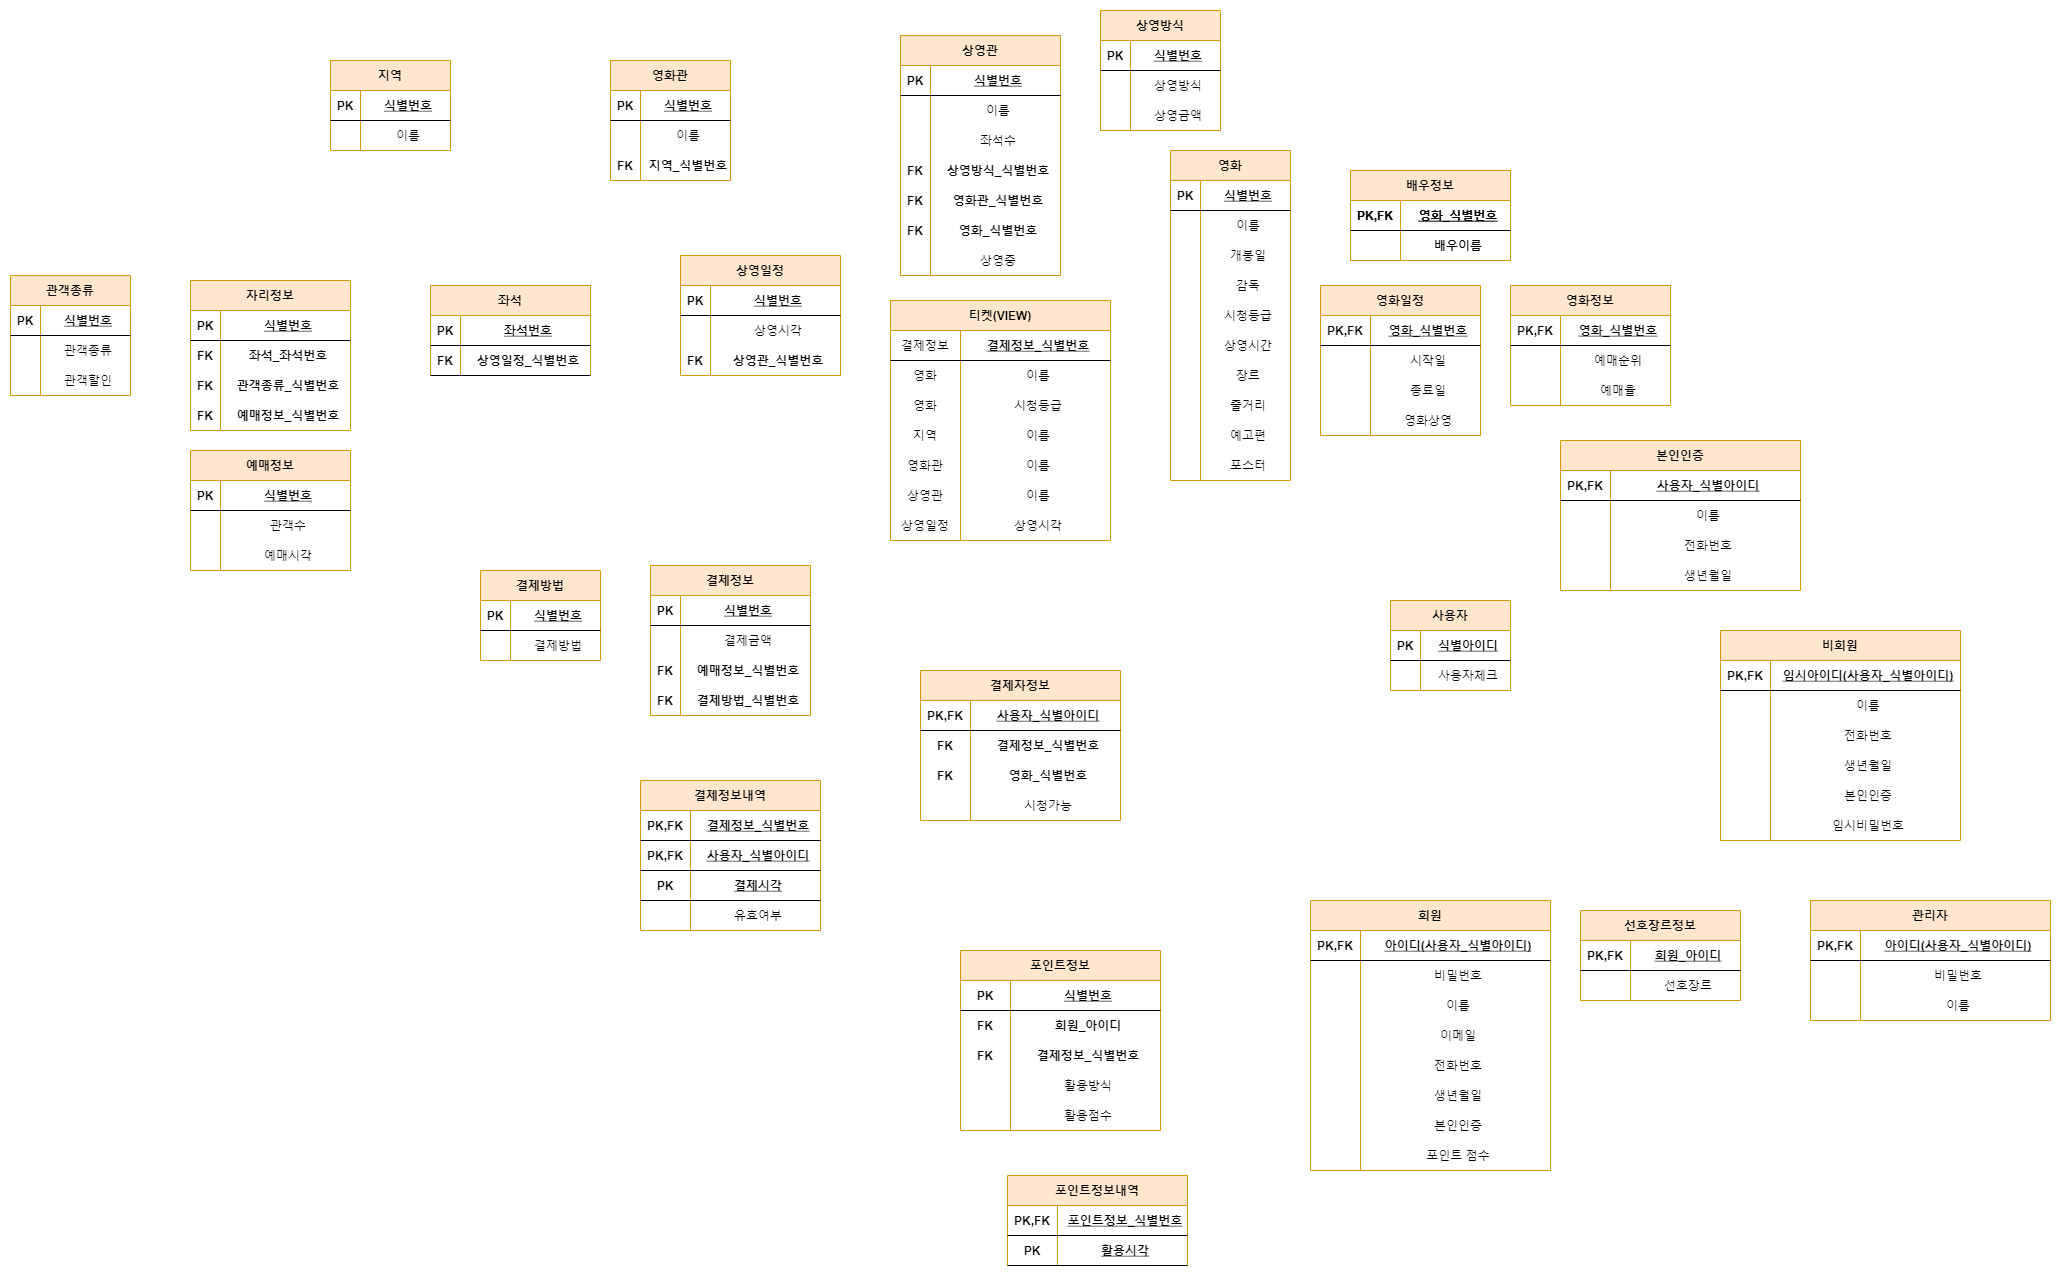 상영방식
PK 식별번호
상영방식
상영금액
상영관
PK 식별번호
이름
좌석수
FK 상영방식_식별번호
FK 영화관_식별번호
FK 영화_식별번호
상영중
지역
PK 식별번호
이름
영화관
PK 식별번호
이름
FK 지역_식별번호
영화
PK 식별번호
이름
개봉일
감독
시청등급
상영시간
장르
줄거리
예고편
포스터
배우정보
PK,FK 영화_식별번호
배우이름
관객종류
PK 식별번호
관객종류
관객할인
자리정보
PK 식별번호
FK 좌석_좌석번호
FK 관객종류_식별번호
FK 예매정보_식별번호
좌석
PK 좌석번호
FK 상영일정_식별번호
상영일정
PK 식별번호
상영시각
FK 상영관_식별번호
티켓(VIEW)
결제정보 결제정보_식별번호
영화 이름
영화 시청등급
지역 이름
영화관 이름
상영관 이름
상영일정 상영시각
영화일정
PK,FK 영화_식별번호
시작일
종료일
영화상영
영화정보
PK,FK 영화_식별번호
예매순위
예매율
예매정보
PK 식별번호
관객수
예매시각
본인인증
PK,FK 사용자_식별아이디
이름
전화번호
생년월일
결제방법
PK 식별번호
결제방법
결제정보
PK 식별번호
결제금액
FK 예매정보_식별번호
FK 결제방법_식별번호
사용자
PK 식별아이디
사용자체크
비회원
PK,FK 임시아이디(사용자_식별아이디)
이름
전화번호
생년월일
본인인증
임시비밀번호
결제자정보
PK,FK 사용자_식별아이디
FK 결제정보_식별번호
FK 영화_식별번호
시청가능
결제정보내역
PK,FK 결제정보_식별번호
PK,FK 사용자_식별아이디
PK 결제시각
유효여부
회원
PK,FK 아이디(사용자_식별아이디)
비밀번호
이름
이메일
전화번호
생년월일
본인인증
포인트 점수
선호장르정보
PK,FK 회원_아이디
선호장르
관리자
PK,FK 아이디(사용자_식별아이디)
비밀번호
이름
포인트정보
PK 식별번호
FK 회원_아이디
FK 결제정보_식별번호
활용방식
활용점수
포인트정보내역
PK,FK 포인트정보_식별번호
PK 활용시각